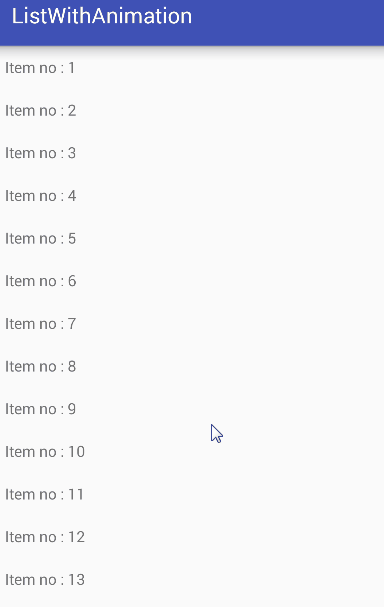 ListWithAnimation
Item no : 1
Item no : 2
Item no : 3
Item no : 4
Item no : 5
Item no : 6
Item no : 7
Item no : 8
Item no : 9
Item no : 10
Item no : 11
Item no : 12
Item no : 13